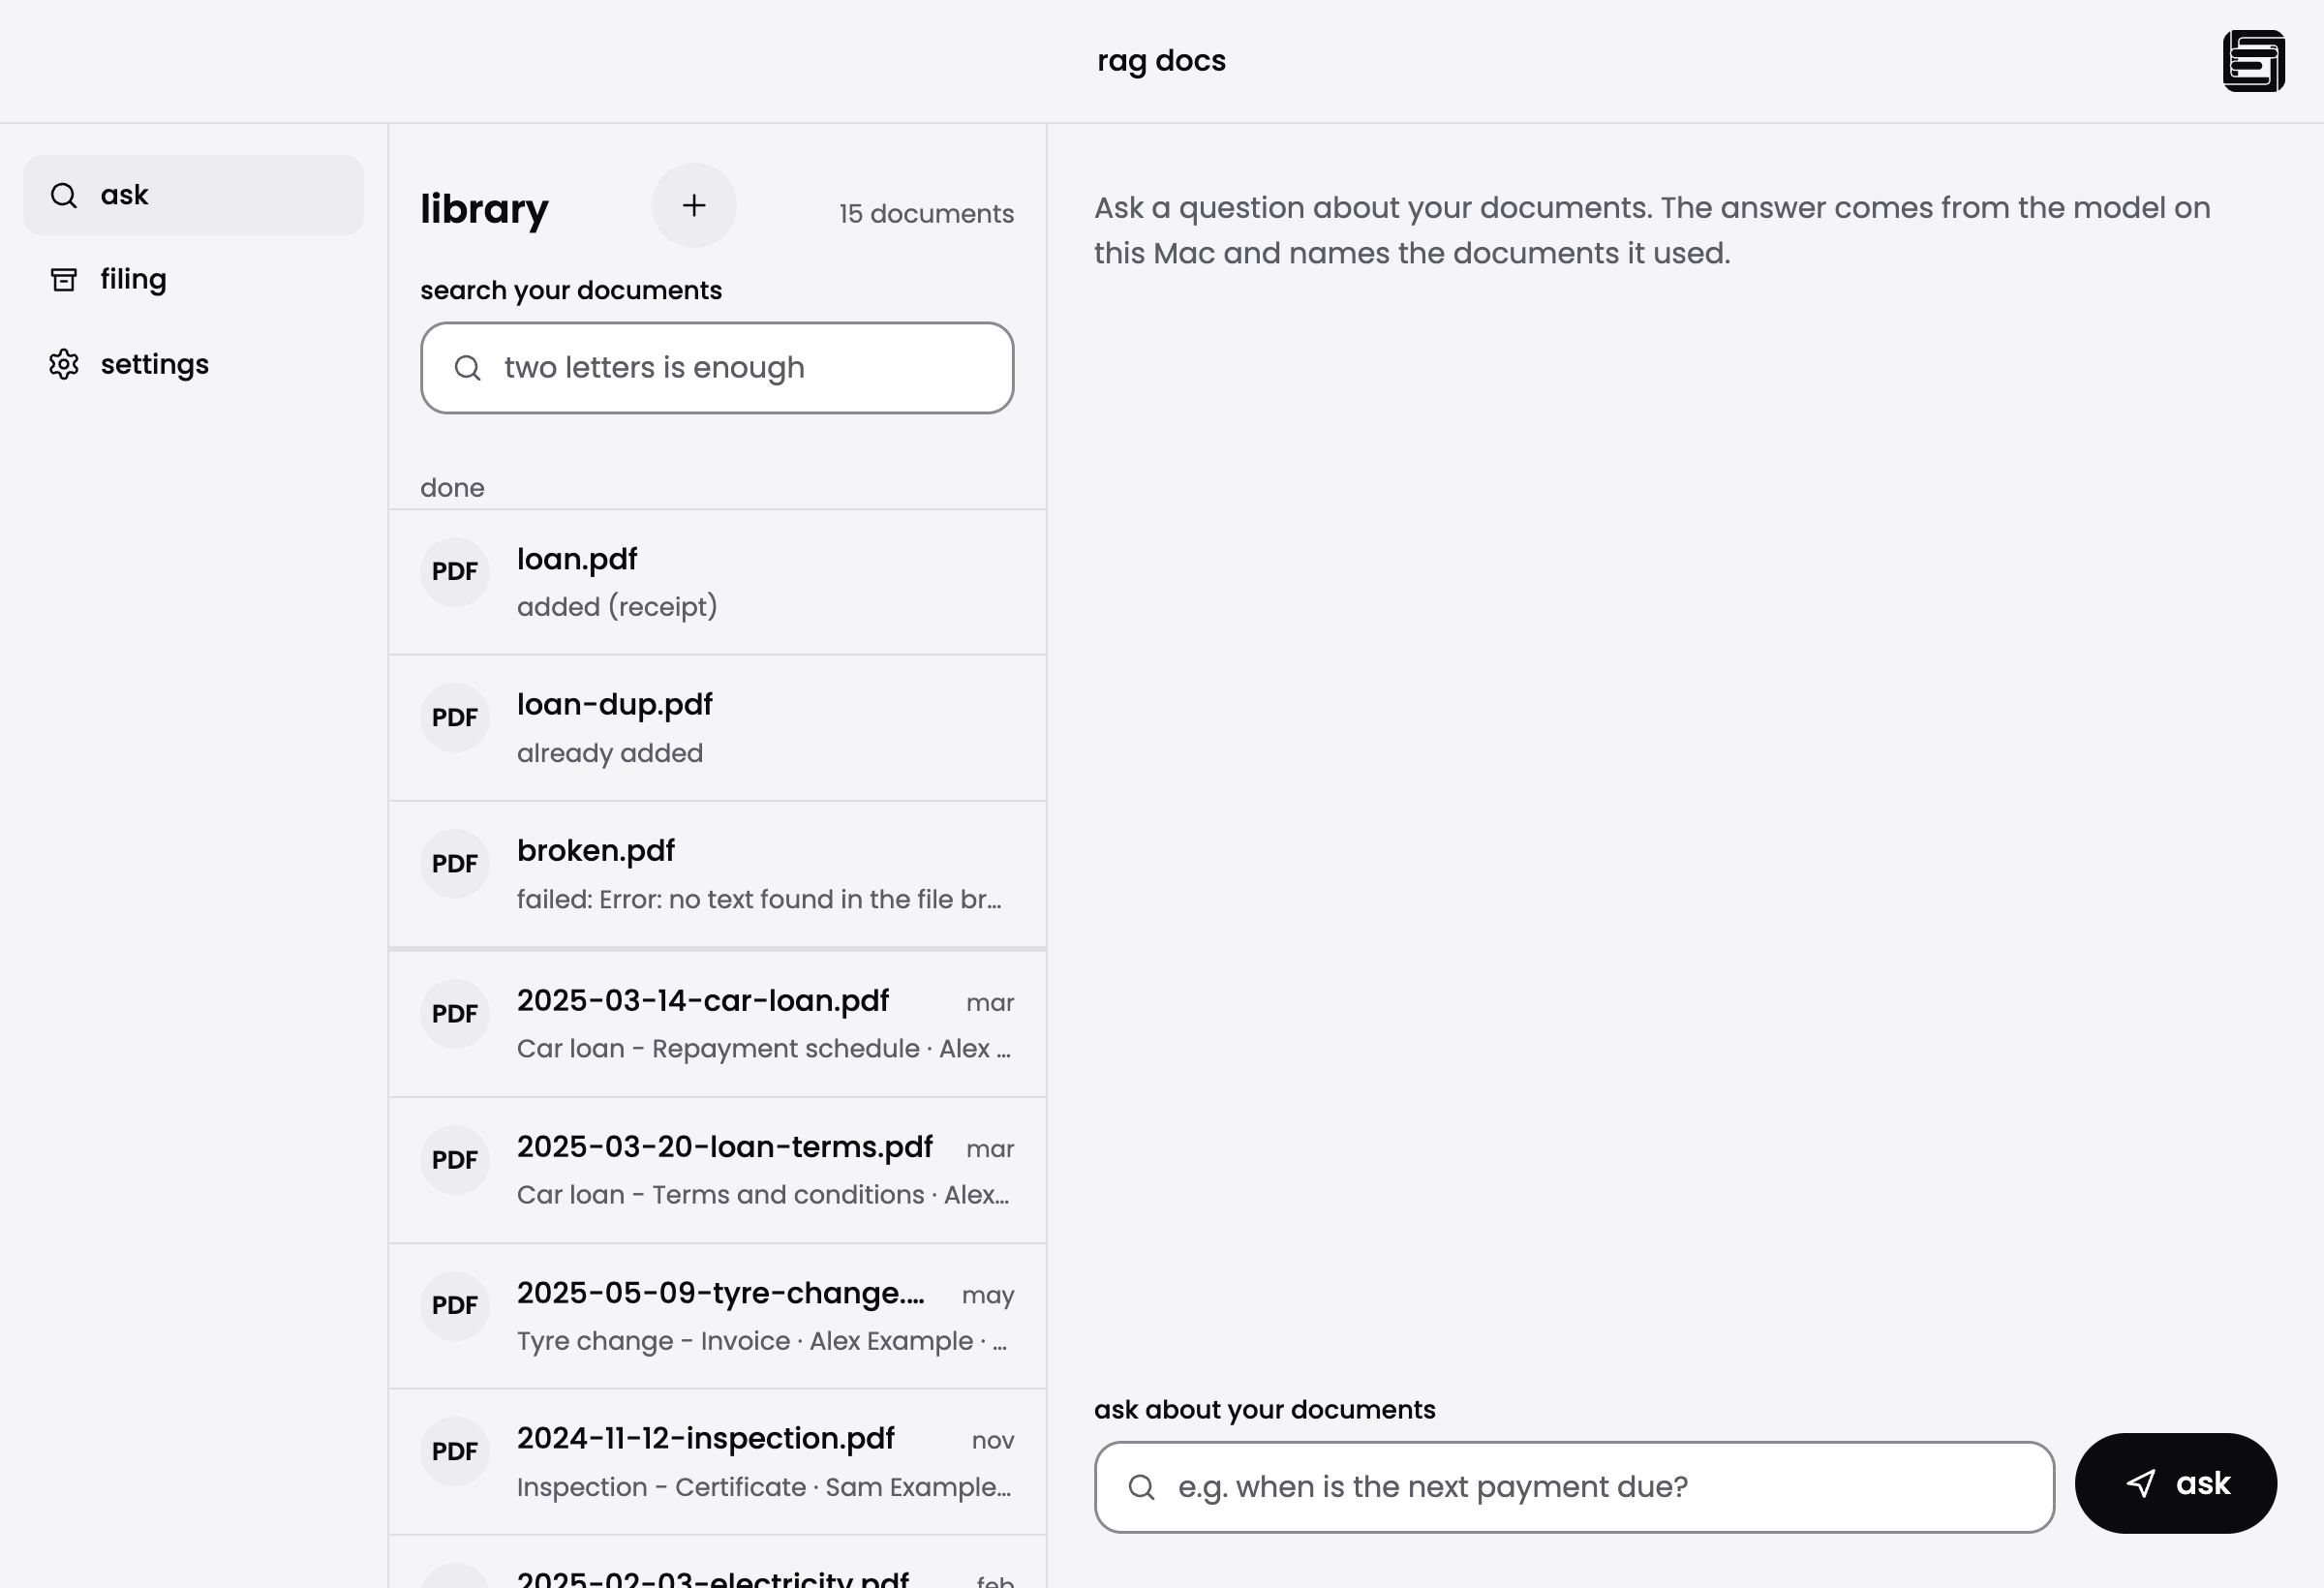 rag docs
ask
filing
settings
library
15 documents
search your documents
two letters is enough
done
PDF
loan.pdf
added (receipt)
PDF
loan-dup.pdf
already added
PDF
broken.pdf
failed: Error: no text found in the file br...
PDF
2025-03-14-car-loan.pdf
mar
Car loan - Repayment schedule · Alex ...
PDF
2025-03-20-loan-terms.pdf
mar
Car loan - Terms and conditions · Alex...
PDF
2025-05-09-tyre-change....
may
Tyre change - Invoice · Alex Example · ...
PDF
2024-11-12-inspection.pdf
nov
Inspection - Certificate · Sam Example...
2025-02-03-electricity.pdf
feb
Ask a question about your documents. The answer comes from the model on
this Mac and names the documents it used.
ask about your documents
e.g. when is the next payment due?
ask